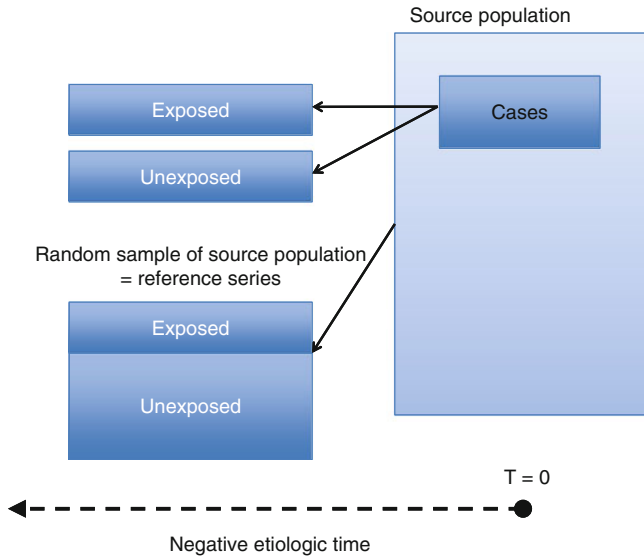 Source population
Exposed
Cases
Unexposed
Random sample of source population
= reference series
Exposed
Unexposed
T = 0
Negative etiologic time